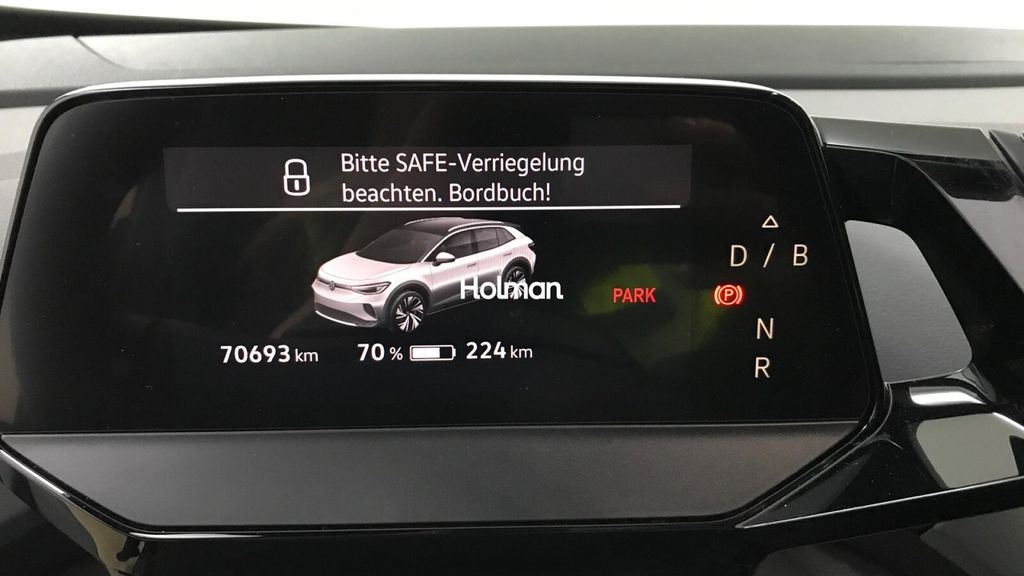 Bitte SAFE-Verriegelung
beachten. Bordbuch!
D / B
Holman
PARK
P
N
70693 km 70 % 224 km
R